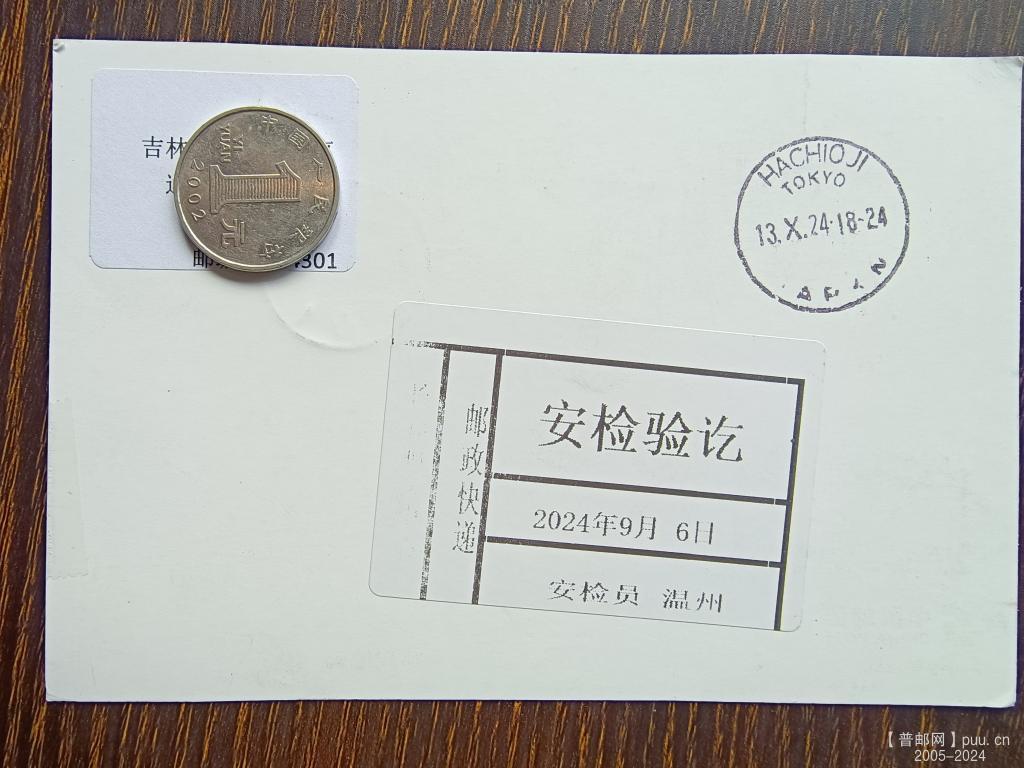 吉林
邮
301
中国人民银行
YI
YUAN
1
元
2002
HACHIOJI
TOKYO
13.X.24·18-24
邮政快递
安检验讫
2024年9月 6日
安检员 温州
【普邮网】puu.cn
2005-2024